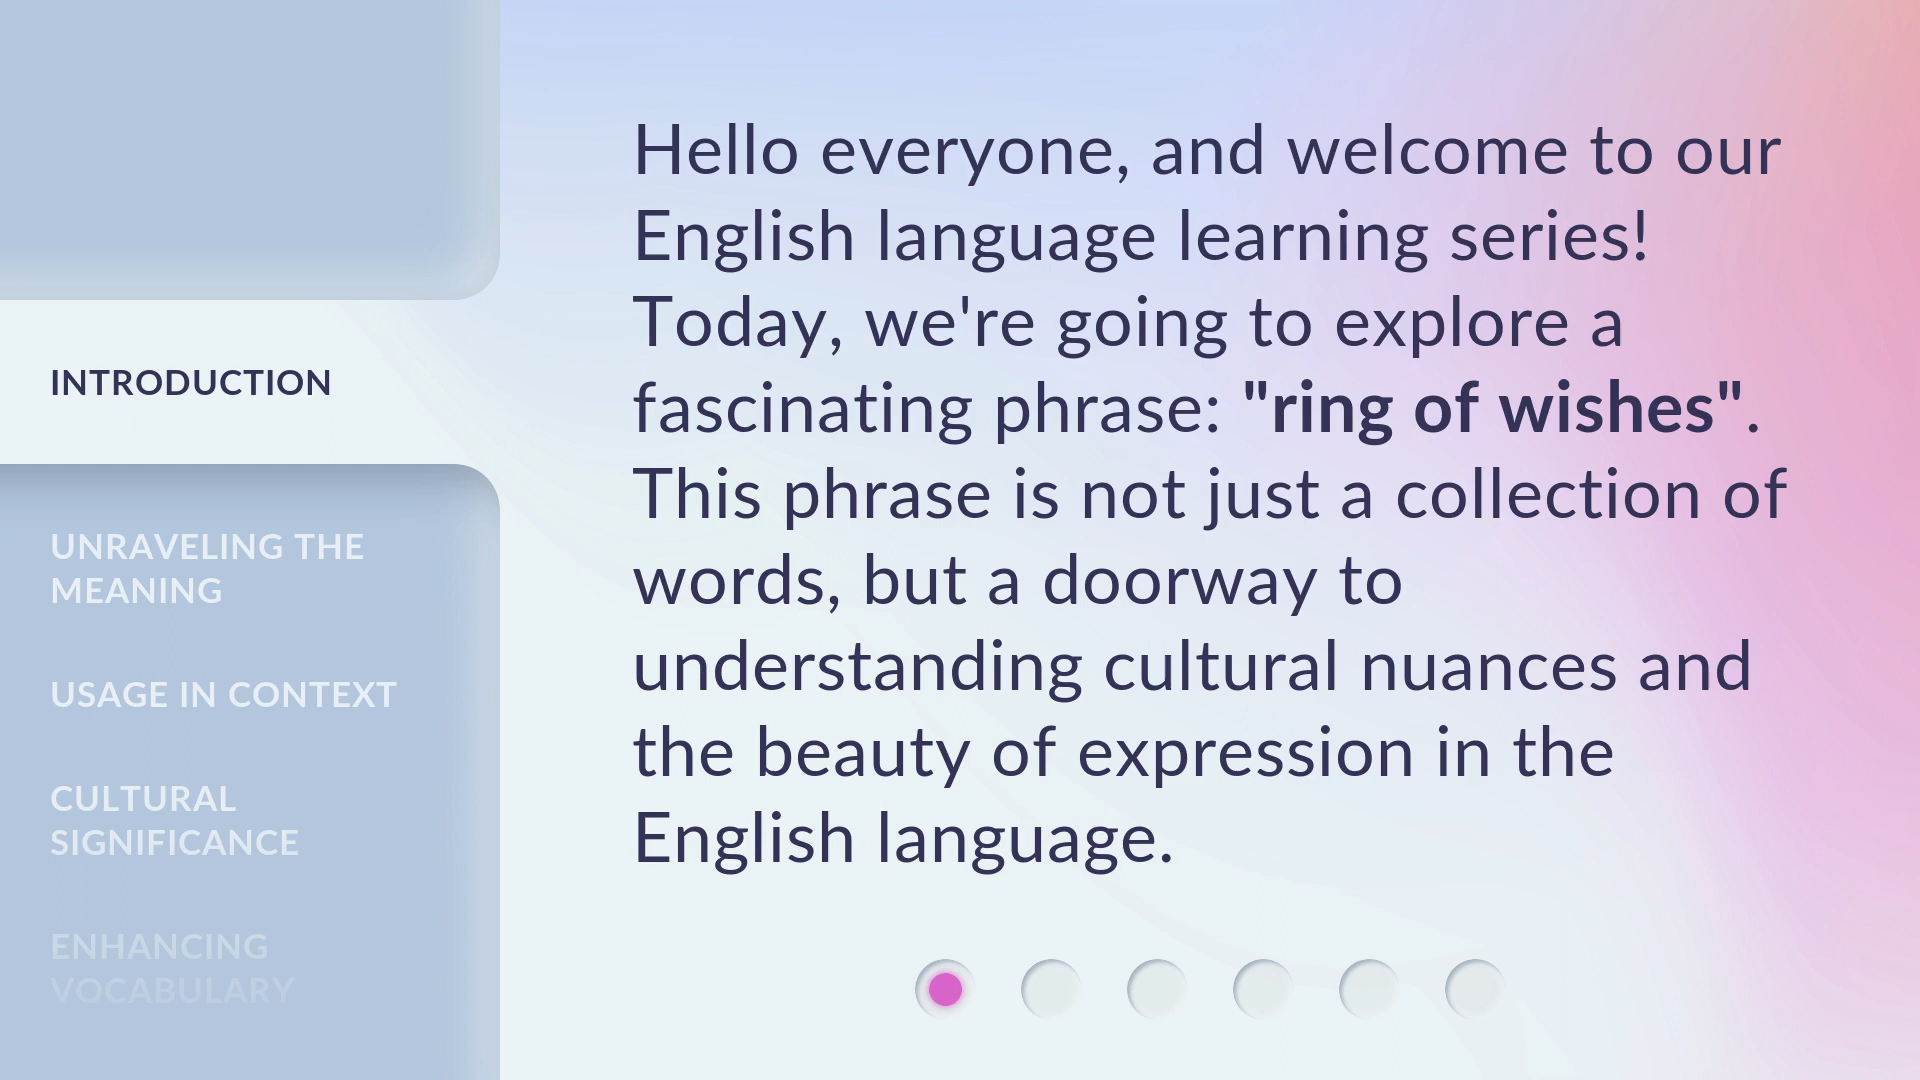 INTRODUCTION
UNRAVELING THE
MEANING
USAGE IN CONTEXT
CULTURAL
SIGNIFICANCE
ENHANCING
VOCABULARY
Hello everyone, and welcome to our
English language learning series!
Today, we're going to explore a
fascinating phrase: "ring of wishes".
This phrase is not just a collection of
words, but a doorway to
understanding cultural nuances and
the beauty of expression in the
English language.